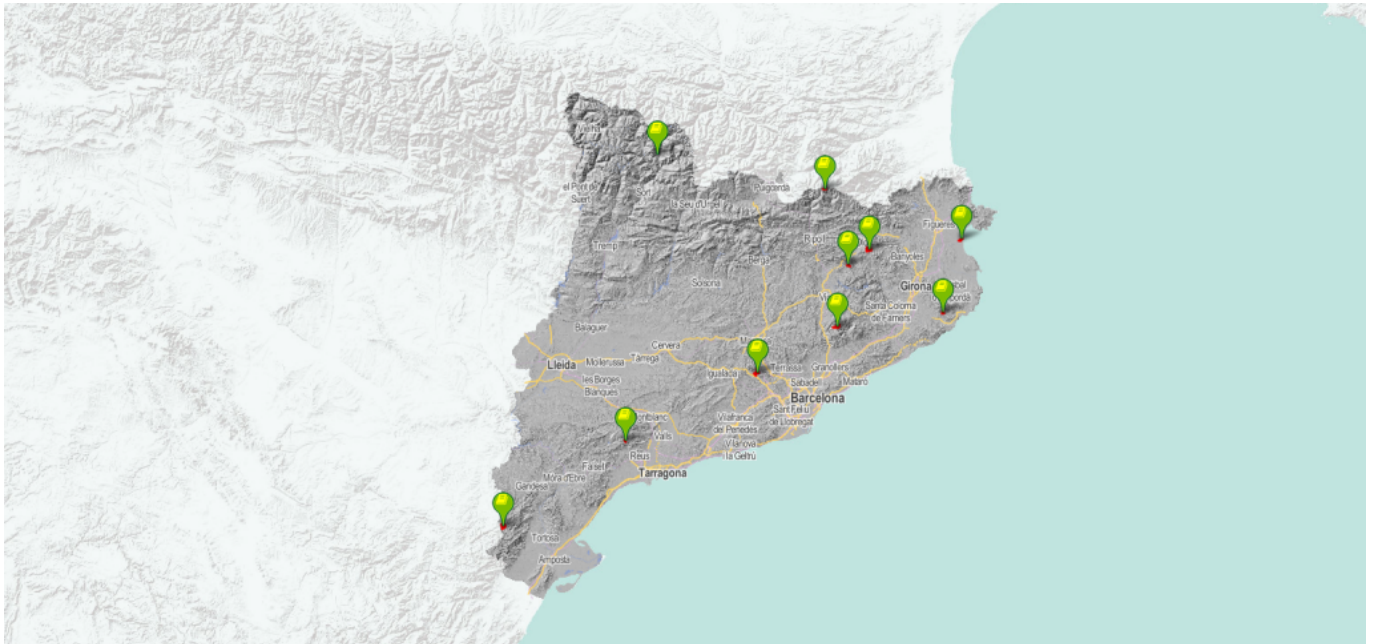 Vielha
el Pont de
Suert
Sort
la Seu d'Urgell
Puigcerdà
Figueres
Tremp
Berga
Ripoll
Banyoles
Solsona
Girona
Santa Coloma
de Farners
Balaguer
Cervera
Lleida
Mollerussa
Tàrrega
Igualada
Terrassa
Granollers
les Borges
Blanques
Sabadell
Mataró
Barcelona
Sant Feliu
de Llobregat
Vilafranca
del Penedès
Valls
Vilanova
i la Geltrú
Reus
Falset
Tarragona
Móra d'Ebre
Gandesa
Tortosa
Amposta